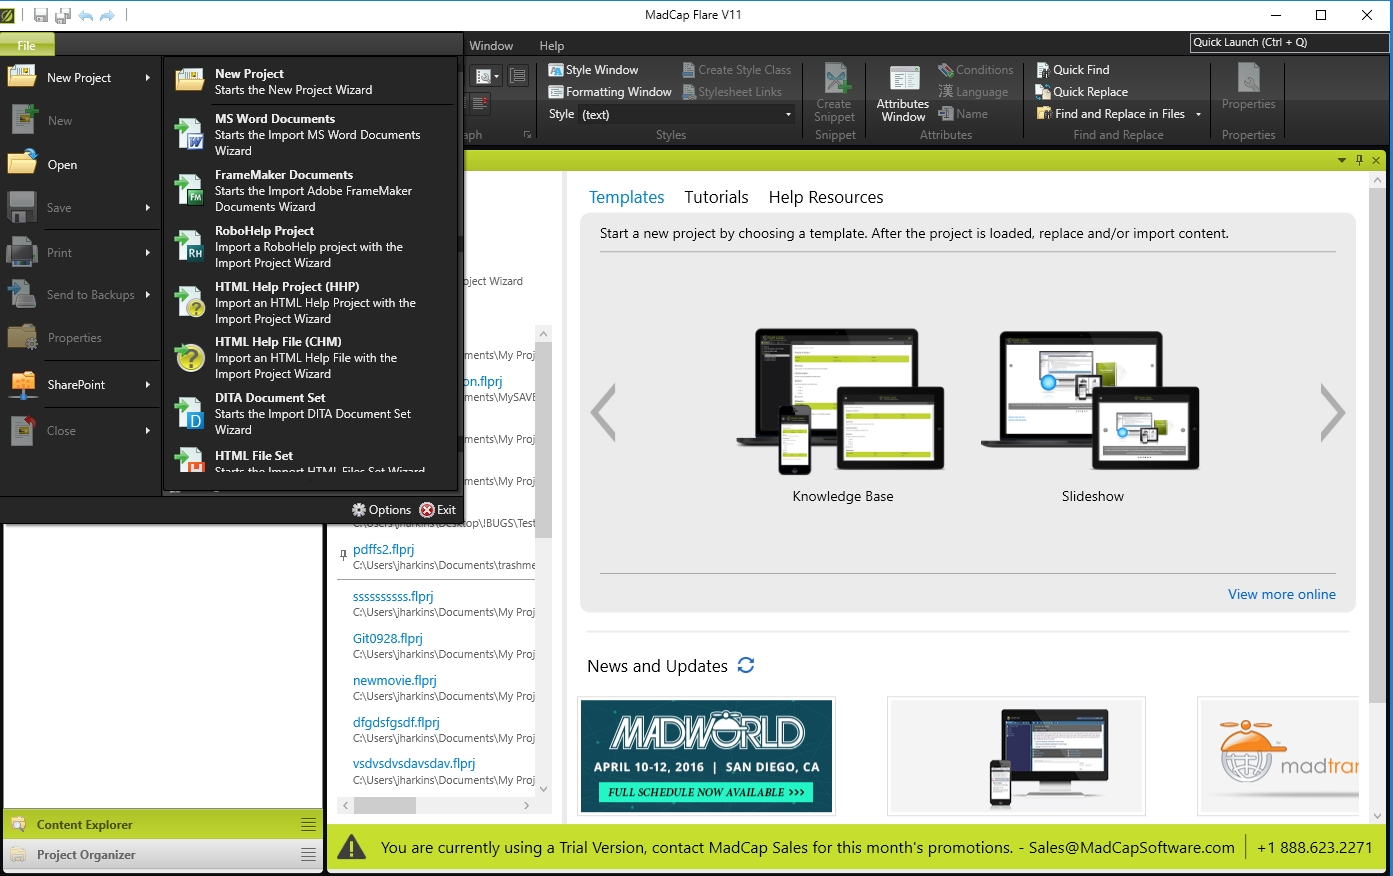 MadCap Flare V11
File
Window
Help
Quick Launch (Ctrl + Q)
New Project
New
Open
Save
Print
Send to Backups
Properties
SharePoint
Close
New Project
Starts the New Project Wizard
MS Word Documents
Starts the Import MS Word Documents
Wizard
FrameMaker Documents
Starts the Import Adobe FrameMaker
Documents Wizard
RoboHelp Project
Import a RoboHelp project with the
Import Project Wizard
HTML Help Project (HHP)
Import an HTML Help Project with the
Import Project Wizard
HTML Help File (CHM)
Import an HTML Help File with the
Import Project Wizard
DITA Document Set
Starts the Import DITA Document Set
Wizard
HTML File Set
Starts the Import HTML Files Set Wizard
Options
Exit
Style Window
Formatting Window
Style (text)
Create Style Class
Stylesheet Links
Styles
Create
Snippet
Snippet
Attributes
Window
Conditions
Language
Name
Attributes
Quick Find
Quick Replace
Find and Replace in Files
Find and Replace
Properties
Properties
aph
oject Wizard
ments\My Proj
on.flprj
ments\MySAVE
ments\My Proj
ments\My Proj
C:\Users\jharkins\Desktop\!BUGS\Test
pdffs2.flprj
C:\Users\jharkins\Documents\trashme
ssssssssss.flprj
C:\Users\jharkins\Documents\My Proj
Git0928.flprj
C:\Users\jharkins\Documents\My Proj
newmovie.flprj
C:\Users\jharkins\Documents\My Proj
dfgdsfgsdf.flprj
C:\Users\jharkins\Documents\My Proj
vsdvsdvsdavsdav.flprj
C:\Users\jharkins\Documents\My Proj
Templates
Tutorials
Help Resources
Start a new project by choosing a template. After the project is loaded, replace and/or import content.
Knowledge Base
Slideshow
View more online
News and Updates
MADWORLD
APRIL 10-12, 2016 | SAN DIEGO, CA
FULL SCHEDULE NOW AVAILABLE >>>
madtran
Content Explorer
Project Organizer
You are currently using a Trial Version, contact MadCap Sales for this month's promotions. - Sales@MadCapSoftware.com
+1 888.623.2271